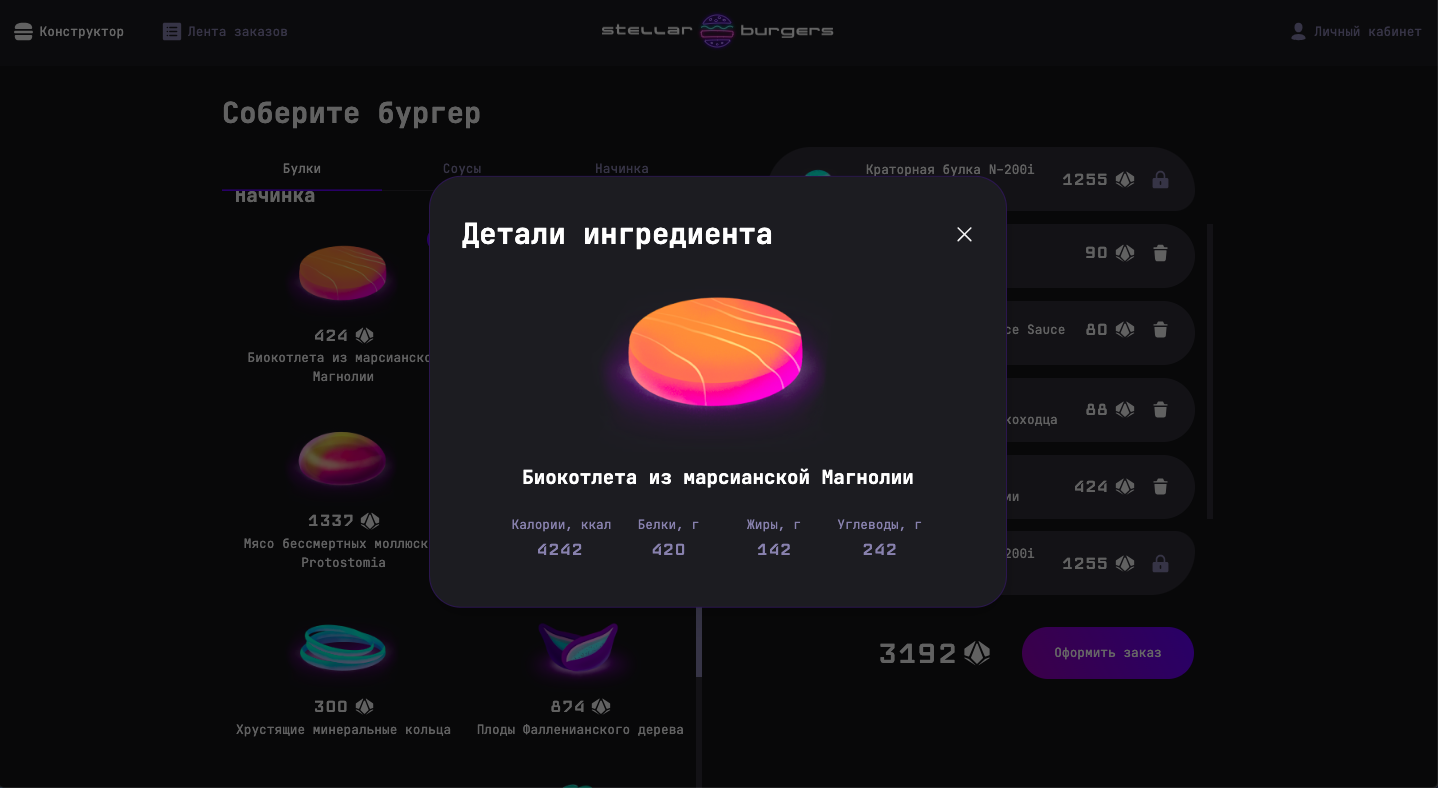 Конструктор
Лента заказов
stellar burgers
Личный кабинет
Соберите бургер
Булки
Соусы
Начинка
Начинка
424
Биокотлета из марсианско
Магнолии
1337
Мясо бессмертных моллюск
Protostomia
300
Хрустящие минеральные кольца
874
Плоды Фалленианского дерева
Детали ингредиента
Биокотлета из марсианской Магнолии
Калории, ккал
4242
Белки, г
420
Жиры, г
142
Углеводы, г
242
Краторная булка N-200i
1255
90
ce Sauce
80
88
коходца
424
ии
200i
1255
3192
Оформить заказ